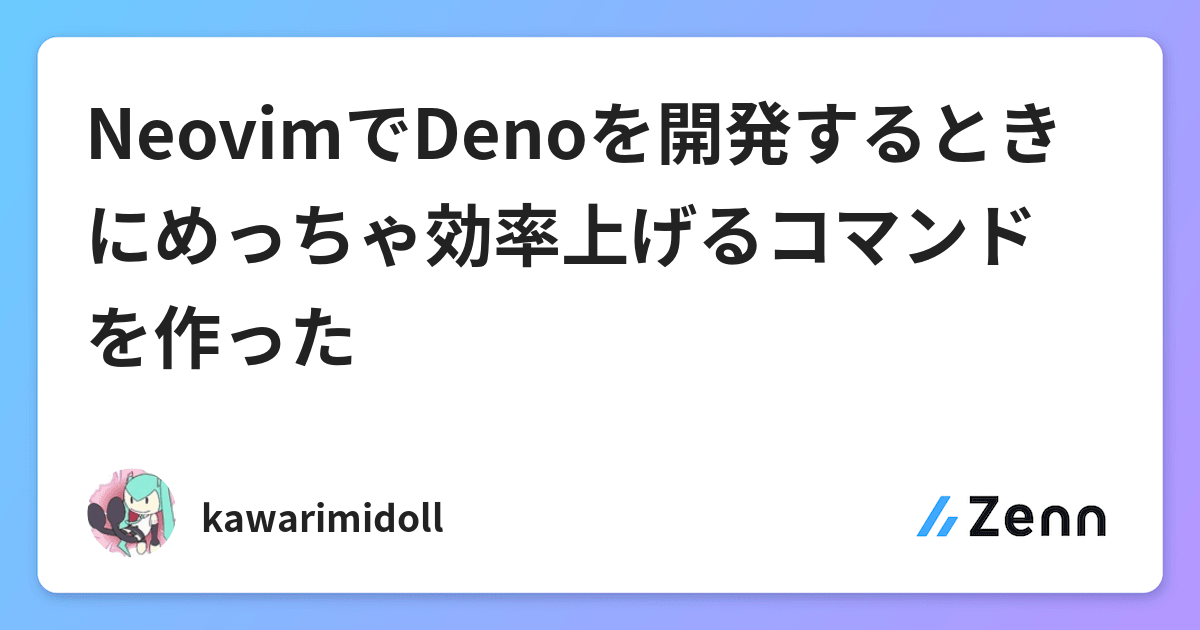 NeovimでDenoを開発するとき
にめっちゃ効率上げるコマンド
を作った
kawarimidoll
Zenn